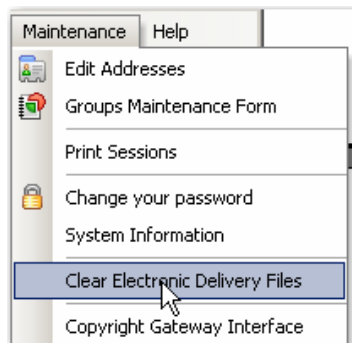 Maintenance Help
Edit Addresses
Groups Maintenance Form
Print Sessions
Change your password
System Information
Clear Electronic Delivery Files
Copyright Gateway Interface